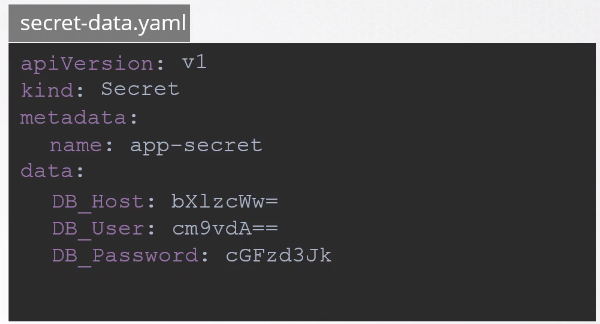 secret-data.yaml
apiVersion: v1
kind: Secret
metadata:
name: app-secret
data:
DB_Host: bXlzcWw=
DB_User: cm9vdA==
DB_Password: cGFzd3Jk